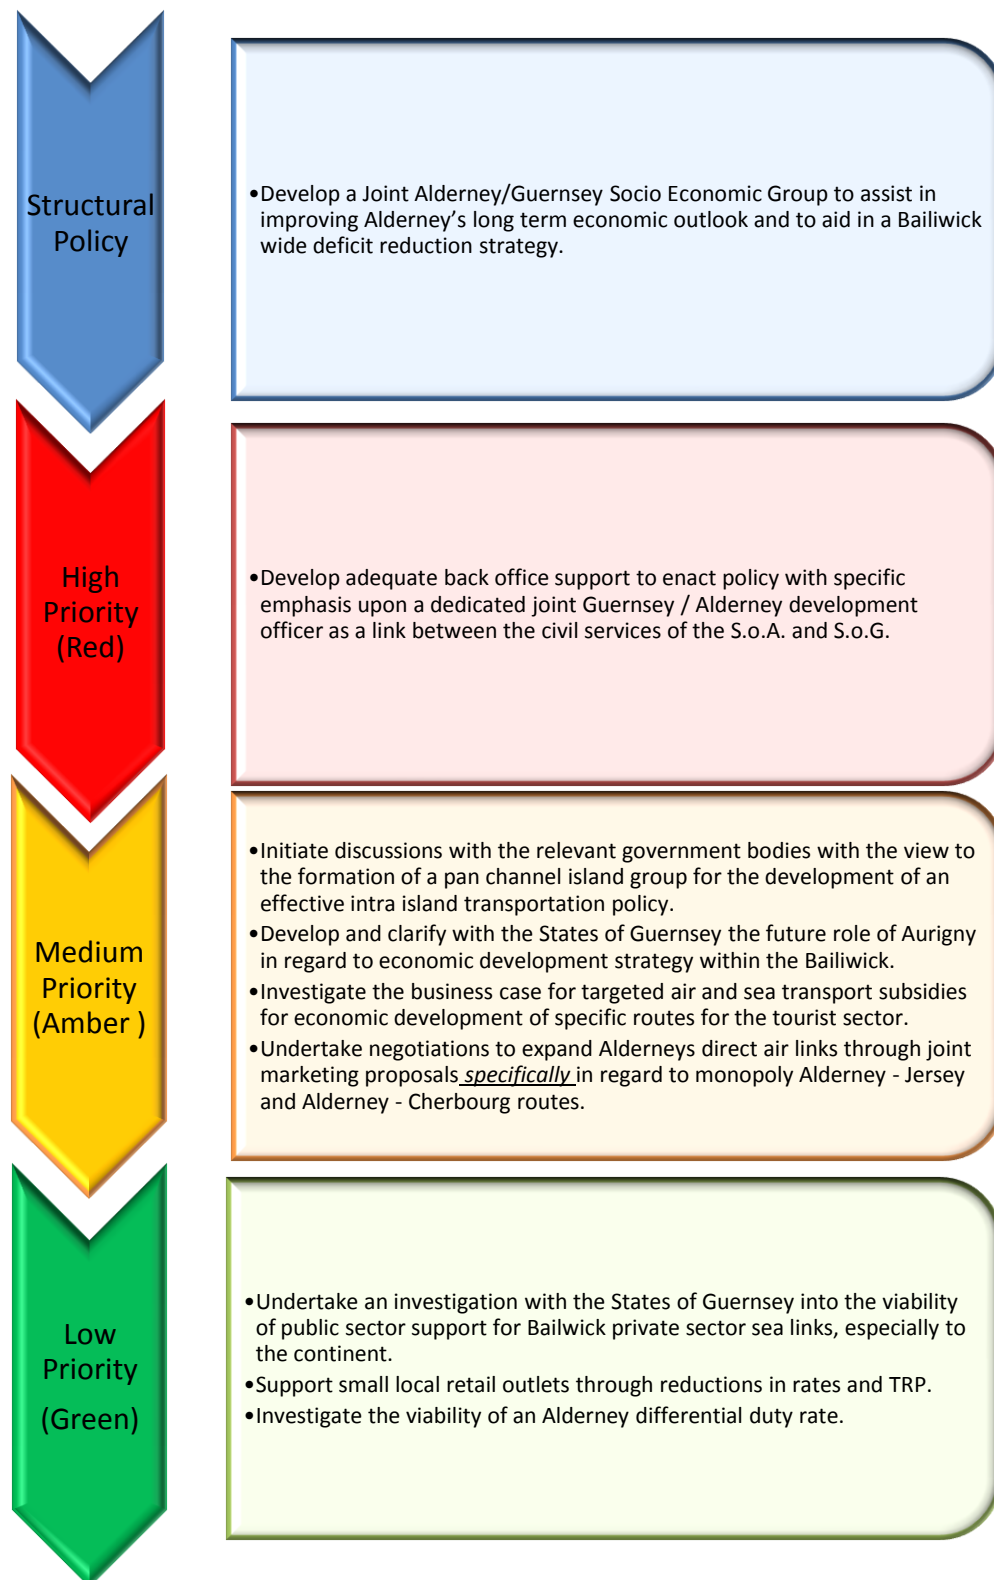 Structural
Policy
•Develop a Joint Alderney/Guernsey Socio Economic Group to assist in
improving Alderney's long term economic outlook and to aid in a Bailiwick
wide deficit reduction strategy.
High
Priority
(Red)
•Develop adequate back office support to enact policy with specific
emphasis upon a dedicated joint Guernsey / Alderney development
officer as a link between the civil services of the S.o.A. and S.o.G.
Medium
Priority
(Amber )
•Initiate discussions with the relevant government bodies with the view to
the formation of a pan channel island group for the development of an
effective intra island transportation policy.
•Develop and clarify with the States of Guernsey the future role of Aurigny
in regard to economic development strategy within the Bailiwick.
•Investigate the business case for targeted air and sea transport subsidies
for economic development of specific routes for the tourist sector.
•Undertake negotiations to expand Alderneys direct air links through joint
marketing proposals specifically in regard to monopoly Alderney - Jersey
and Alderney - Cherbourg routes.
Low
Priority
(Green)
•Undertake an investigation with the States of Guernsey into the viability
of public sector support for Bailwick private sector sea links, especially to
the continent.
•Support small local retail outlets through reductions in rates and TRP.
•Investigate the viability of an Alderney differential duty rate.